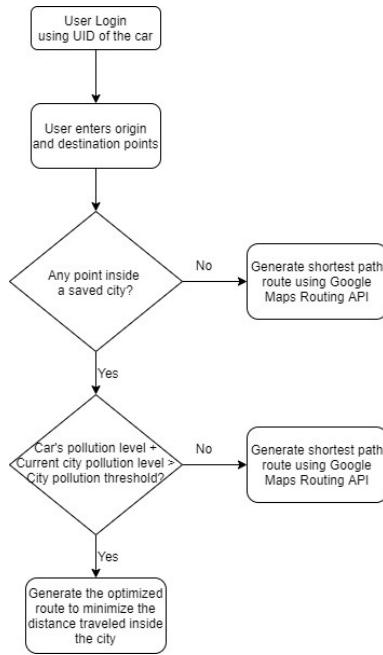 User Login
using UID of the car
User enters origin
and destination points
Any point inside
a saved city?
No
Generate shortest path
route using Google
Maps Routing API
Yes
Car's pollution level +
Current city pollution level >
City pollution threshold?
No
Generate shortest path
route using Google
Maps Routing API
Yes
Generate the optimized
route to minimize the
distance traveled inside
the city